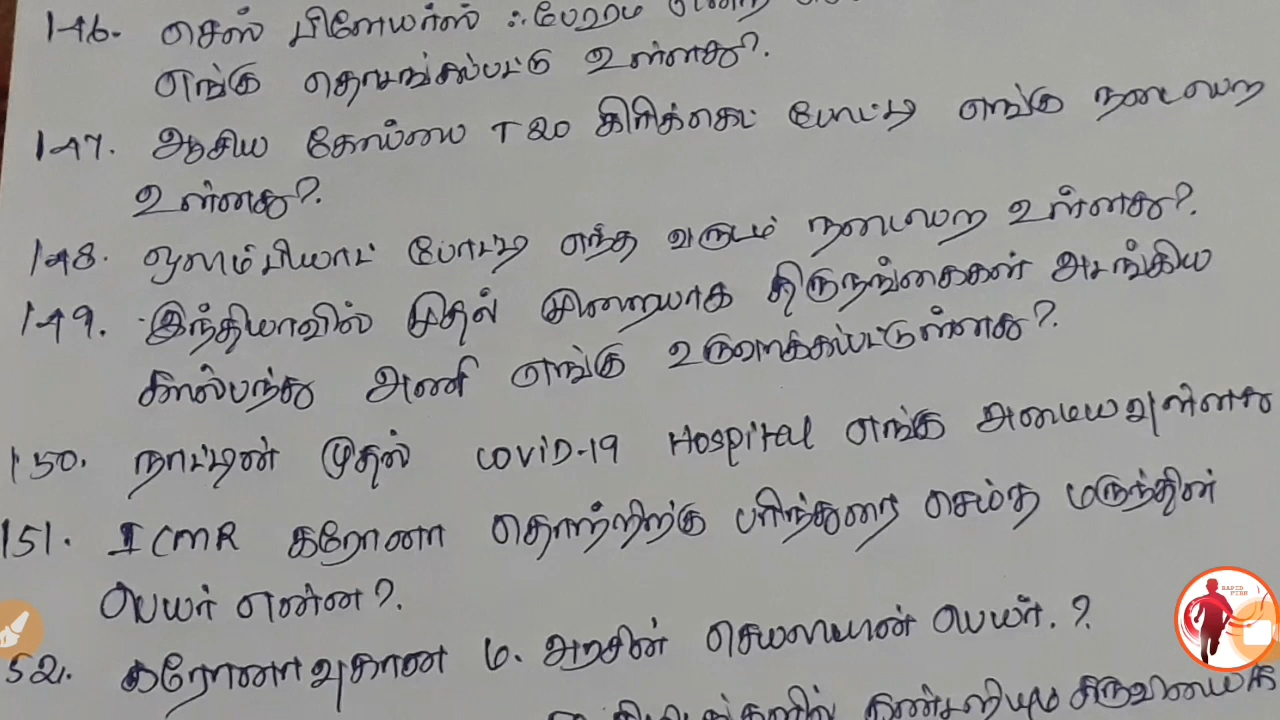 146. செஸ் பிளேயர்ஸ் ஃபோரம்
எங்கு தொடங்கப்பட்டு உள்ளது?.
147. ஆசிய கோப்பை T20 கிரிக்கெட் போட்டி எங்கு நடைபெற
உள்ளது?.
148. ஒலம்பியாட் போட்டி எந்த வருடம் நடைபெற உள்ளது?.
149. இந்தியாவில் முதல் முறையாக திருநங்கைகள் அடங்கிய
கால்பந்து அணி எங்கு உருவாக்கப்பட்டுள்ளது?.
150. நாட்டின் முதல் COVID-19 Hospital எங்கு அமையவுள்ளது
151. ICMR கரோனா தொற்றிற்கு பரிந்துரை செய்த மருந்தின்
பெயர் என்ன?.
52. கரோனாவுகான ம. அரசின் செயலியின் பெயர். ?
RAPID
FIRE